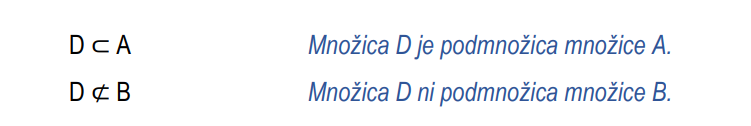 D ⊂ A Množica D je podmnožica množice A.
D ⊄ B Množica D ni podmnožica množice B.